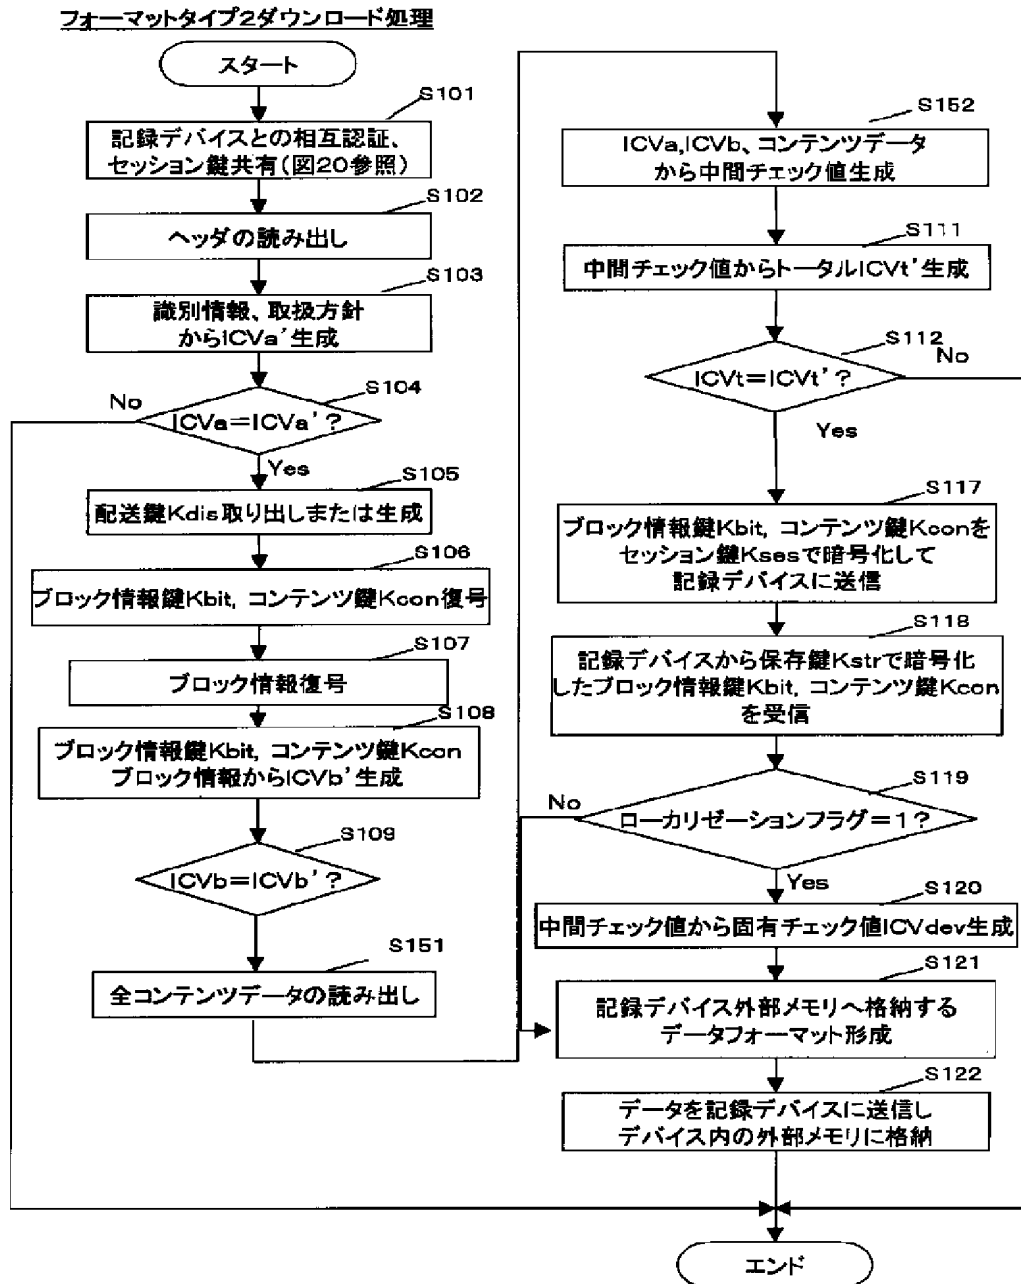 フォーマットタイプ2ダウンロード処理
スタート
S101
記録デバイスとの相互認証、
セッション鍵共有(図20参照)
S102
ヘッダの読み出し
S103
識別情報、取扱方針
からICVa'生成
S104
No
ICVa=ICVa'?
Yes
S105
配送鍵Kdis取り出しまたは生成
S106
ブロック情報鍵Kbit, コンテンツ鍵Kcon復号
S107
ブロック情報復号
S108
ブロック情報鍵Kbit, コンテンツ鍵Kcon
ブロック情報からICVb'生成
S109
ICVb=ICVb'?
S151
全コンテンツデータの読み出し
S152
ICVa,ICVb、コンテンツデータ
から中間チェック値生成
S111
中間チェック値からトータルICVt'生成
S112
No
ICVt=ICVt'?
Yes
S117
ブロック情報鍵Kbit, コンテンツ鍵Kconを
セッション鍵Ksesで暗号化して
記録デバイスに送信
S118
記録デバイスから保存鍵Kstrで暗号化
したブロック情報鍵Kbit, コンテンツ鍵Kcon
を受信
S119
No
ローカリゼーションフラグ=1?
Yes
S120
中間チェック値から固有チェック値ICVdev生成
S121
記録デバイス外部メモリへ格納する
データフォーマット形成
S122
データを記録デバイスに送信し
デバイス内の外部メモリに格納
エンド